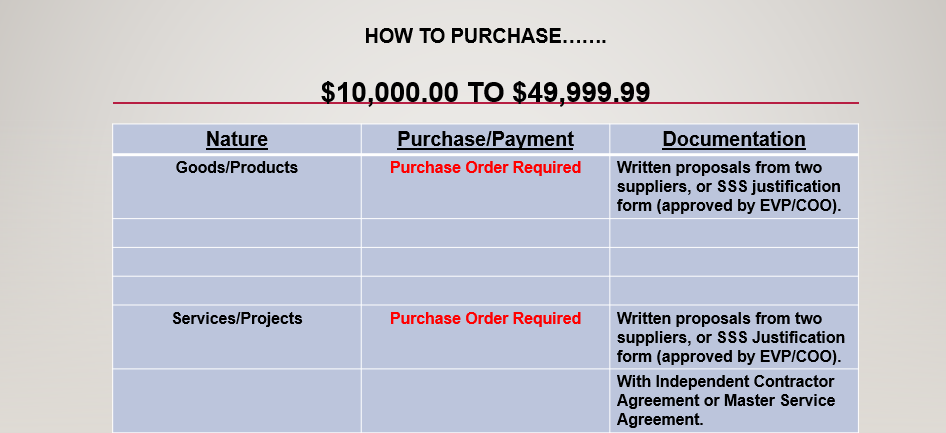 HOW TO PURCHASE…….
$10,000.00 TO $49,999.99
Nature Purchase/Payment Documentation
Goods/Products Purchase Order Required Written proposals from two
suppliers, or SSS justification
form (approved by EVP/COO).
Services/Projects Purchase Order Required Written proposals from two
suppliers, or SSS Justification
form (approved by EVP/COO).
With Independent Contractor
Agreement or Master Service
Agreement.